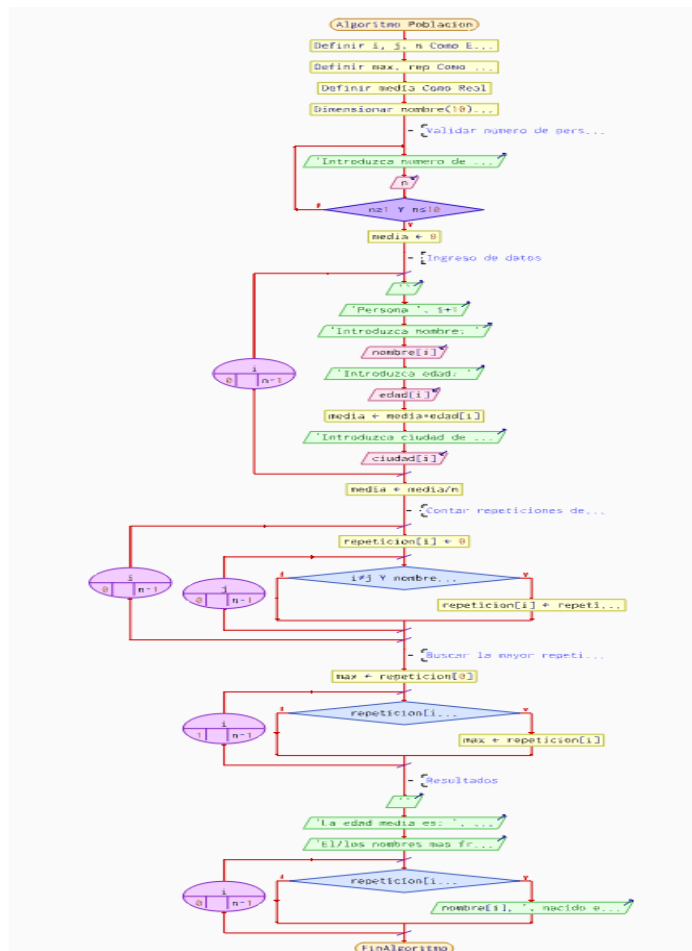 Algoritmo Poblacion
Definir i, j, n Como E...
Definir max, rep Como ...
Definir media Como Real
Dimensionar nombre(10)...
Validar numero de pers...
'Introduzca numero de ...
n
n≥1 Y n≤10
F
V
media ← 0
Ingreso de datos
''
'Persona ', i+1
'Introduzca nombre: '
nombre[i]
i
0 n-1
'Introduzca edad: '
edad[i]
media ← media+edad[i]
'Introduzca ciudad de ...
ciudad[i]
media ← media/n
Contar repeticiones de...
repeticion[i] ← 0
i
0 n-1
j
0 n-1
F
i≠j Y nombre...
V
repeticion[i] ← repeti...
Buscar la mayor repeti...
max ← repeticion[0]
i
1 n-1
F
repeticion[i...
V
max ← repeticion[i]
Resultados
''
'La edad media es: ', ...
'El/los nombres mas fr...
i
0 n-1
F
repeticion[i...
V
nombre[i], ', nacido e...
FinAlgoritmo